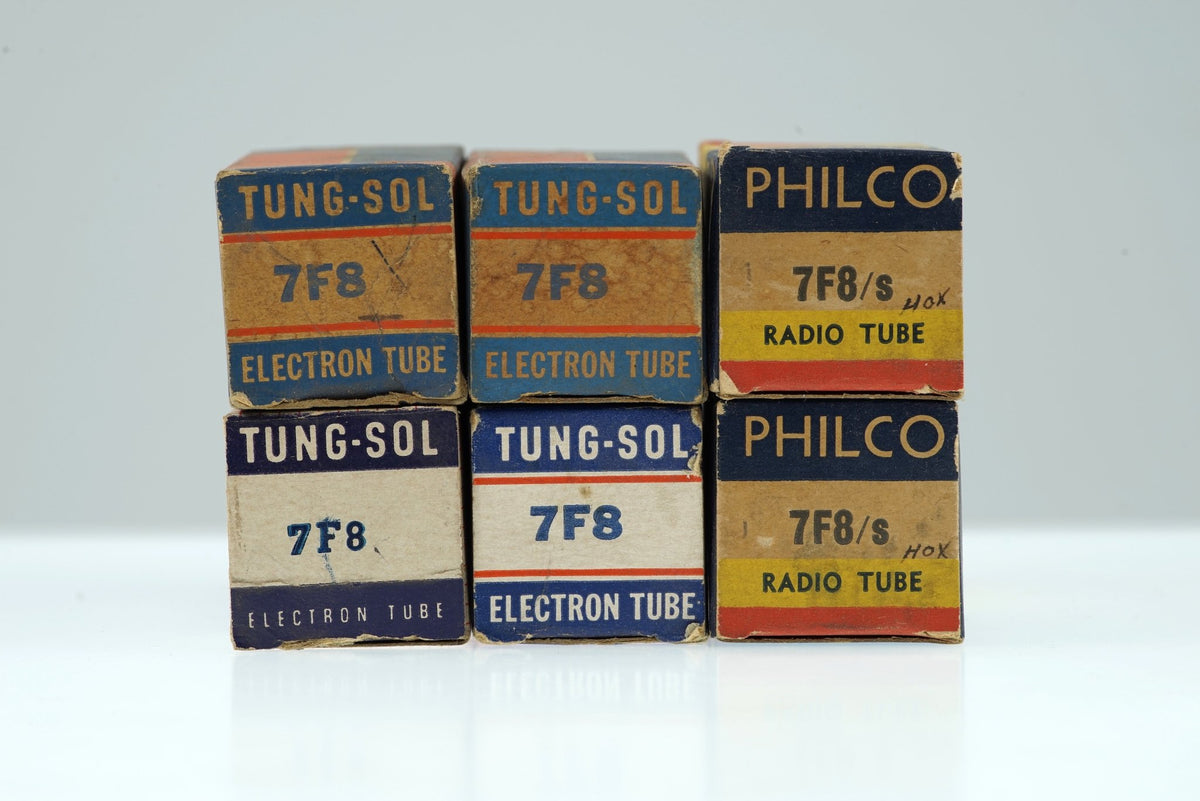 TUNG-SOL
7F8
ELECTRON TUBE
TUNG-SOL
7F8
ELECTRON TUBE
PHILCO
7F8/s
HOX
RADIO TUBE
TUNG-SOL
7F8
ELECTRON TUBE
TUNG-SOL
7F8
ELECTRON TUBE
PHILCO
7F8/s
HOX
RADIO TUBE